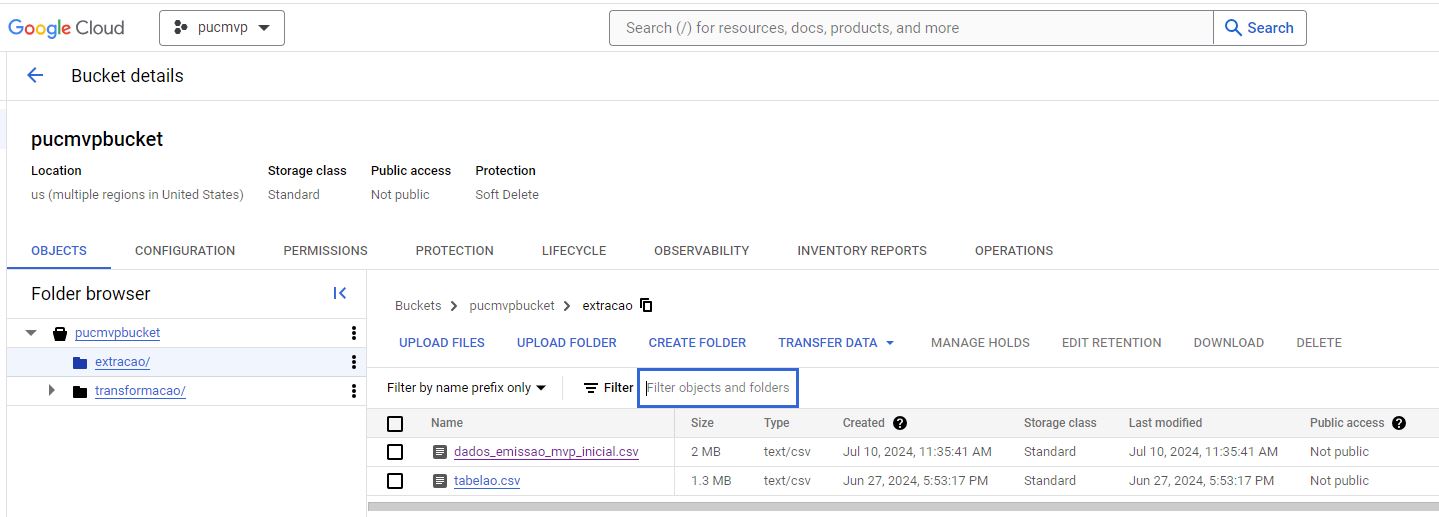 Google Cloud pucmvp Search (/) for resources, docs, products, and more Search
Bucket details
pucmvpbucket
Location Storage class Public access Protection
us (multiple regions in United States) Standard Not public Soft Delete
OBJECTS CONFIGURATION PERMISSIONS PROTECTION LIFECYCLE OBSERVABILITY INVENTORY REPORTS OPERATIONS
Folder browser
pucmvpbucket
extracao/
transformacao/
Buckets pucmvpbucket extracao
UPLOAD FILES UPLOAD FOLDER CREATE FOLDER TRANSFER DATA MANAGE HOLDS EDIT RETENTION DOWNLOAD DELETE
Filter by name prefix only Filter Filter objects and folders
Name Size Type Created Storage class Last modified Public access
dados_emissao_mvp_inicial.csv 2 MB text/csv Jul 10, 2024, 11:35:41 AM Standard Jul 10, 2024, 11:35:41 AM Not public
tabelao.csv 1.3 MB text/csv Jun 27, 2024, 5:53:17 PM Standard Jun 27, 2024, 5:53:17 PM Not public